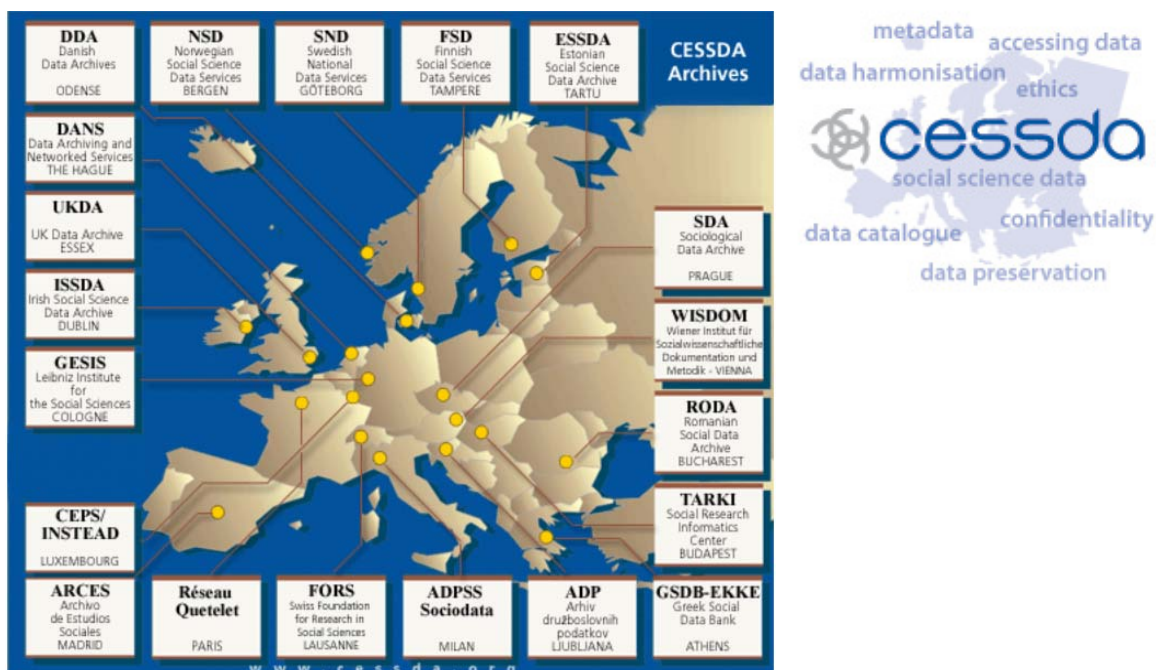 DDA
Danish
Data Archives
ODENSE
NSD
Norwegian
Social Science
Data Services
BERGEN
SND
Swedish
National
Data Services
GÖTEBORG
FSD
Finnish
Social Science
Data Services
TAMPERE
ESSDA
Estonian
Social Science
Data Archive
TARTU
CESSDA
Archives
DANS
Data Archiving and
Networked Services
THE HAGUE
UKDA
UK Data Archive
ESSEX
ISSDA
Irish Social Science
Data Archive
DUBLIN
GESIS
Leibniz Institute
for
the Social Sciences
COLOGNE
SDA
Sociological
Data Archive
PRAGUE
WISDOM
Wiener Institut für
Sozialwissenschaftliche
Dokumentation und
Metodik - VIENNA
RODA
Romanian
Social Data
Archive
BUCHAREST
TARKI
Social Research
Informatics
Center
BUDAPEST
CEPS/
INSTEAD
LUXEMBOURG
ARCES
Archivo
de Estudios
Sociales
MADRID
Réseau
Quetelet
PARIS
FORS
Swiss Foundation
for Research in
Social Sciences
LAUSANNE
ADPSS
Sociodata
MILAN
ADP
Arhiv
družboslovnih
podatkov
LJUBLJANA
GSDB-EKKE
Greek Social
Data Bank
ATHENS
www.cessda.org
metadata
accessing data
data harmonisation
ethics
cessda
social science data
confidentiality
data catalogue
data preservation